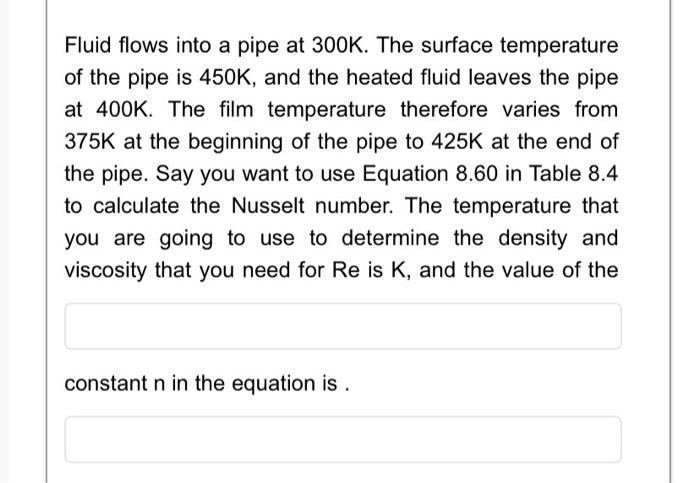 Fluid flows into a pipe at 300K. The surface temperature
of the pipe is 450K, and the heated fluid leaves the pipe
at 400K. The film temperature therefore varies from
375K at the beginning of the pipe to 425K at the end of
the pipe. Say you want to use Equation 8.60 in Table 8.4
to calculate the Nusselt number. The temperature that
you are going to use to determine the density and
viscosity that you need for Re is K, and the value of the
constant n in the equation is .